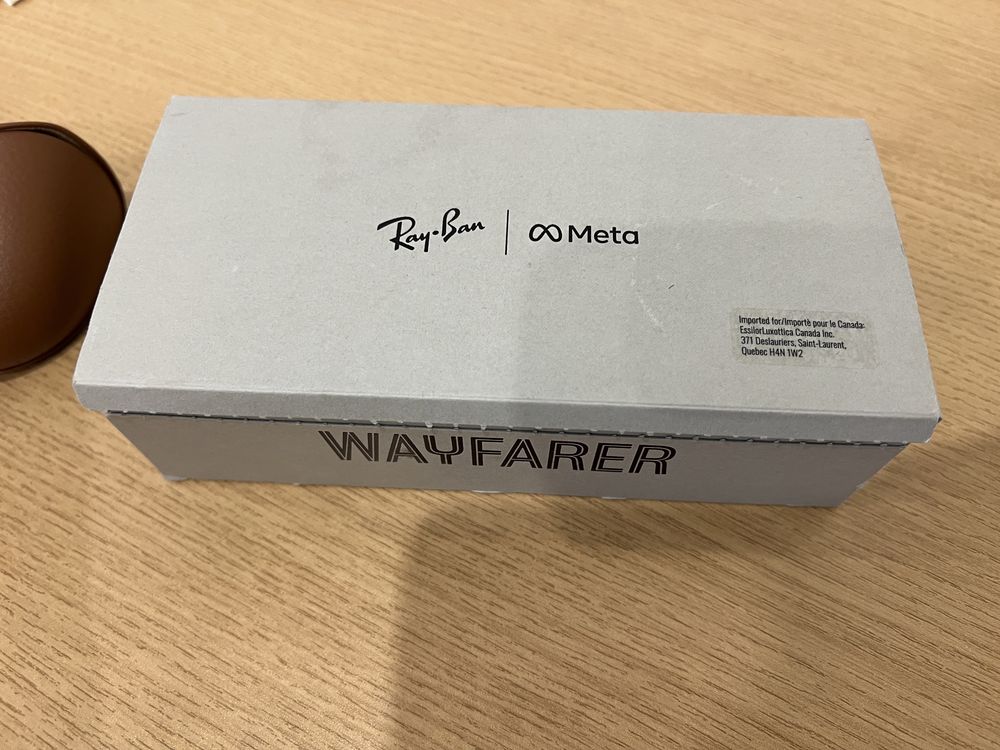 Ray-Ban | Meta
Imported for/Importé pour le Canada:
EssilorLuxottica Canada Inc.
371 Deslauriers, Saint-Laurent,
Quebec H4N 1W2
WAYFARER